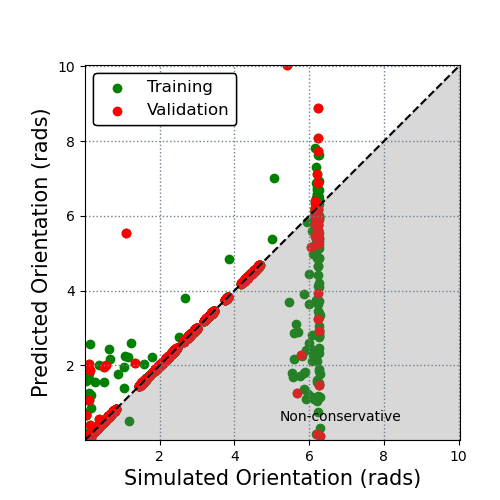 10
Training
Validation
8
6
4
2
Non-conservative
2 4 6 8 10
Predicted Orientation (rads)
Simulated Orientation (rads)